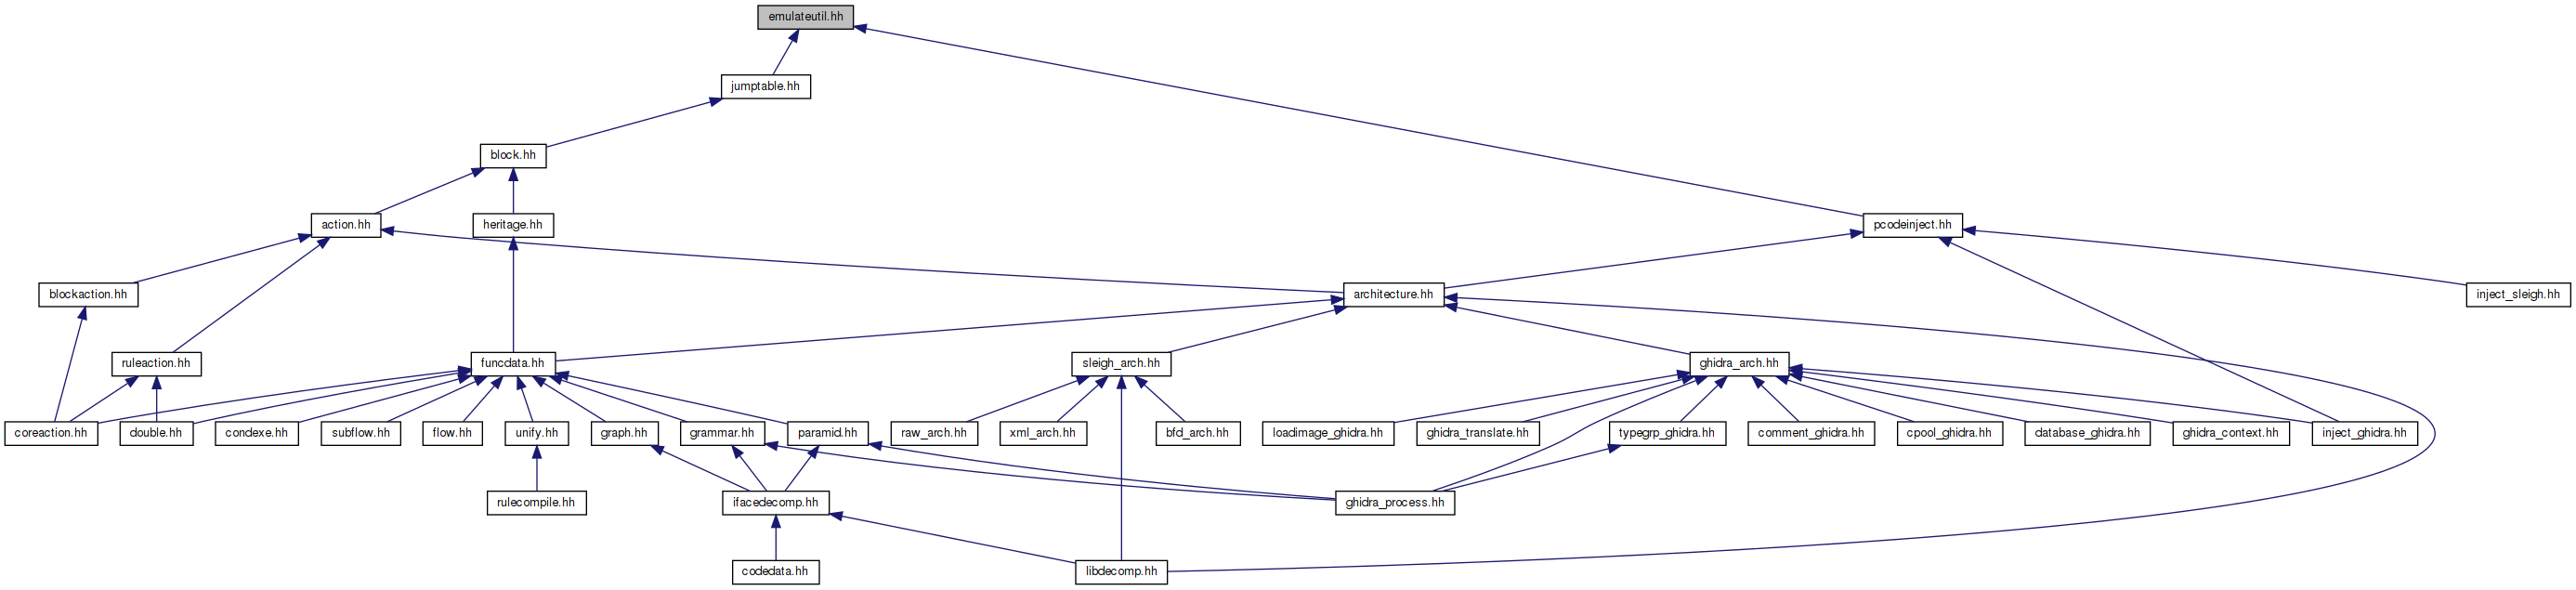 emulateutil.hh
jumptable.hh
block.hh
action.hh
heritage.hh
pcodeinject.hh
blockaction.hh
architecture.hh
inject_sleigh.hh
ruleaction.hh
funcdata.hh
sleigh_arch.hh
ghidra_arch.hh
coreaction.hh
double.hh
condexe.hh
subflow.hh
flow.hh
unify.hh
graph.hh
grammar.hh
paramid.hh
raw_arch.hh
xml_arch.hh
bfd_arch.hh
loadimage_ghidra.hh
ghidra_translate.hh
typegrp_ghidra.hh
comment_ghidra.hh
cpool_ghidra.hh
database_ghidra.hh
ghidra_context.hh
inject_ghidra.hh
rulecompile.hh
ifacedecomp.hh
ghidra_process.hh
codedata.hh
libdecomp.hh